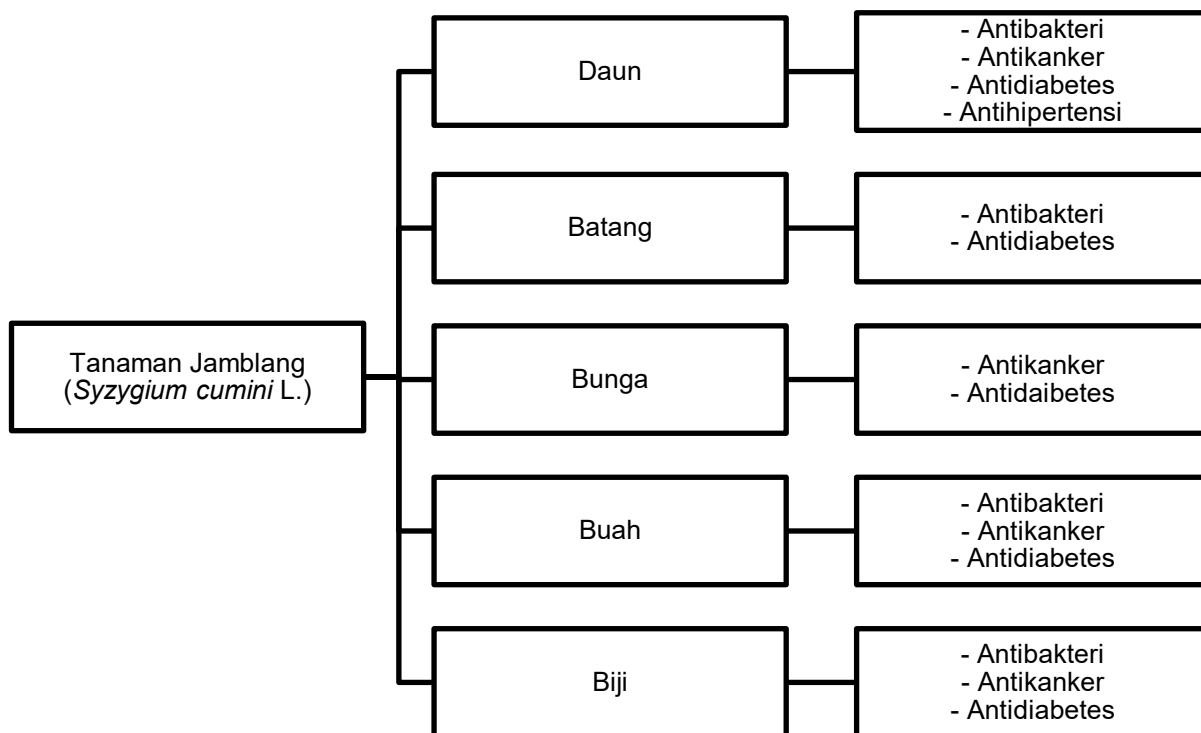 Tanaman Jamblang
(Syzygium cumini L.)
Daun
- Antibakteri
- Antikanker
- Antidiabetes
- Antihipertensi
Batang
- Antibakteri
- Antidiabetes
Bunga
- Antikanker
- Antidaibetes
Buah
- Antibakteri
- Antikanker
- Antidiabetes
Biji
- Antibakteri
- Antikanker
- Antidiabetes